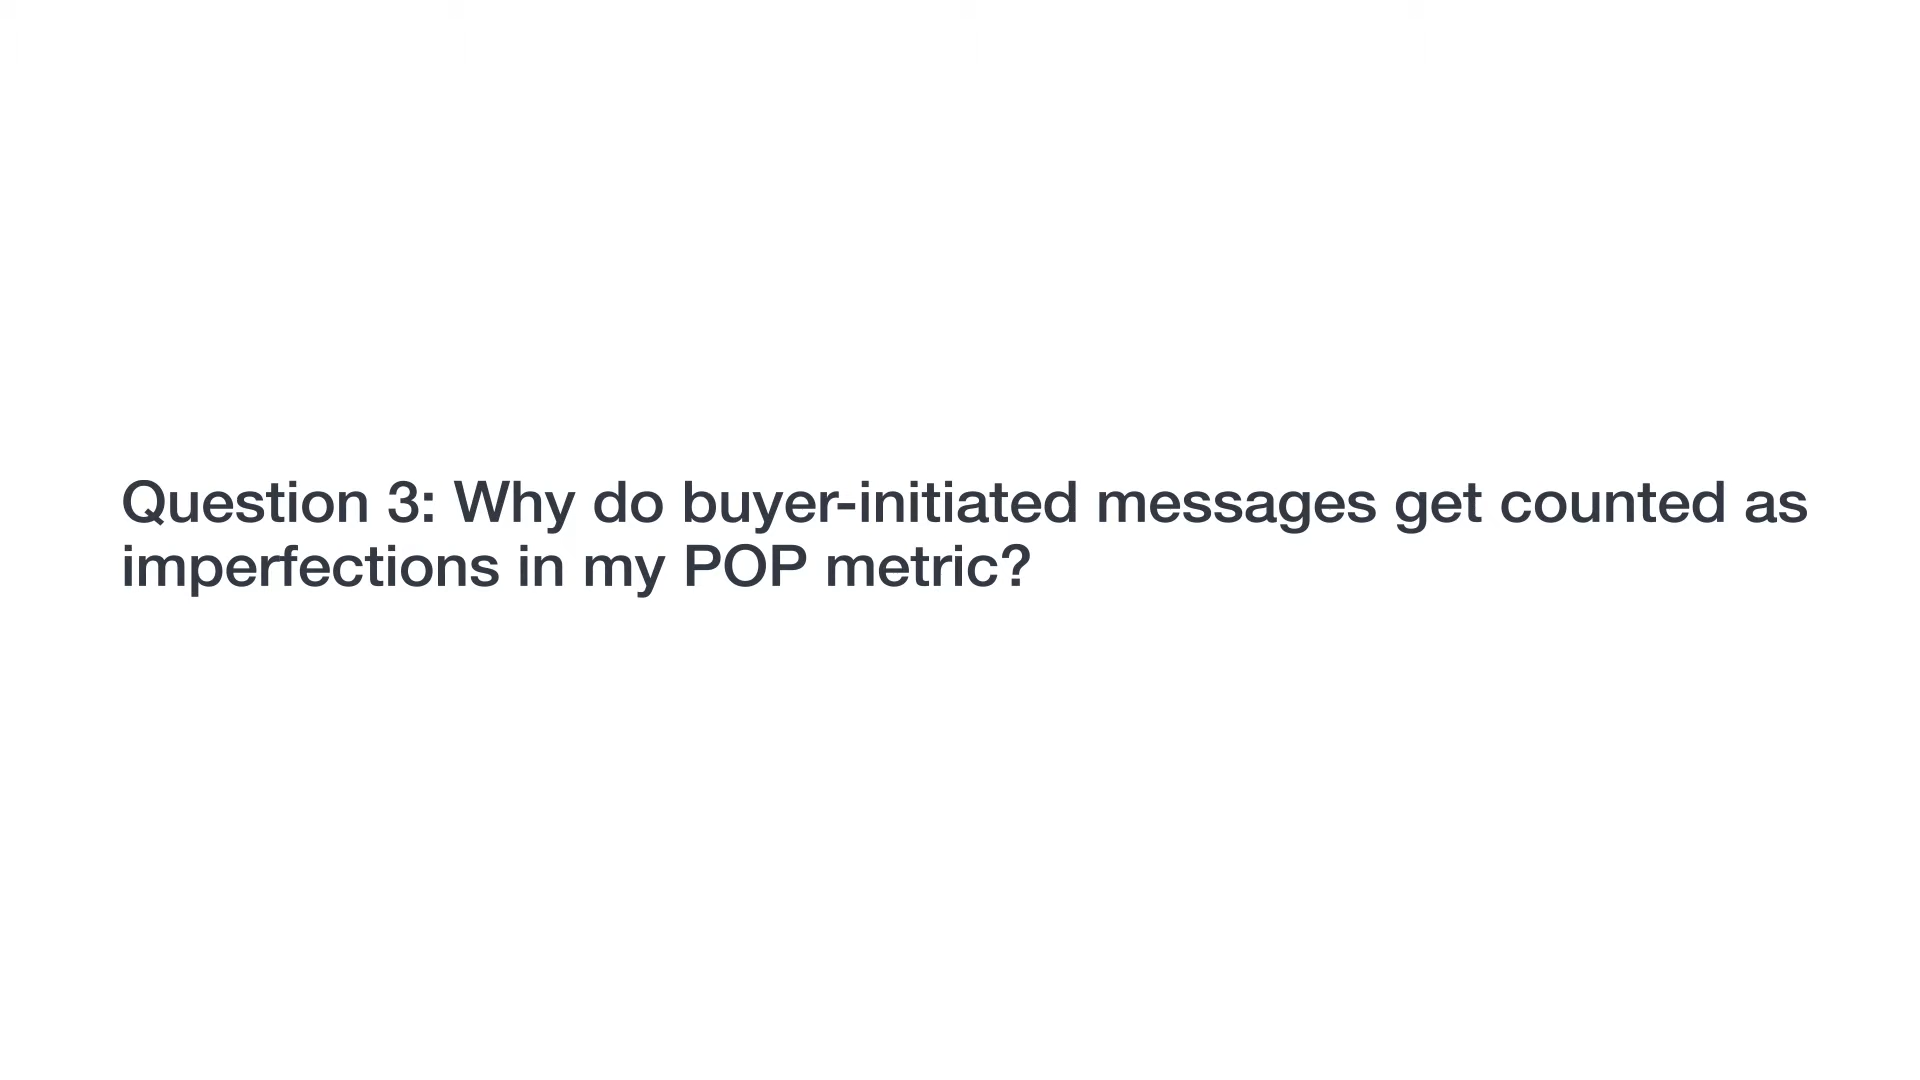 Question 3: Why do buyer-initiated messages get counted as
imperfections in my POP metric?